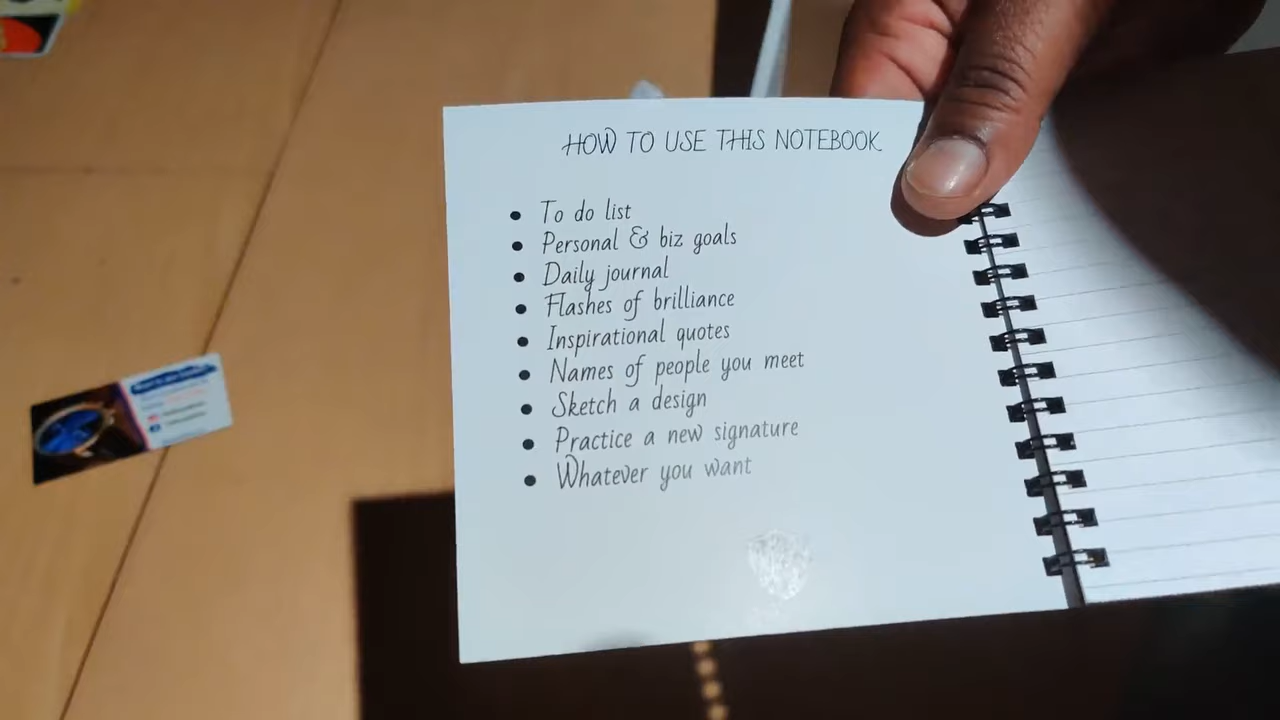 HOW TO USE THIS NOTEBOOK
• To do list
• Personal & biz goals
• Daily journal
• Flashes of brilliance
• Inspirational quotes
• Names of people you meet
• Sketch a design
• Practice a new signature
• Whatever you want